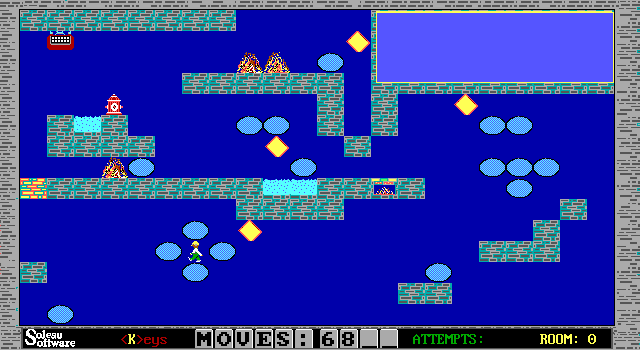 Soleau
Software
<K>eys
MOVES: 68
ATTEMPTS:
ROOM: 0